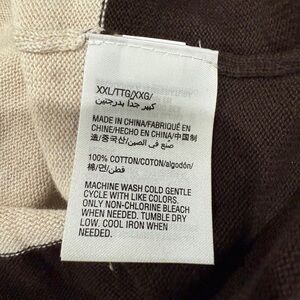 XXL/TTG/XXG/
كبير جدا بدرجتين
MADE IN CHINA/FABRIQUÉ EN
CHINE/HECHO EN CHINA/中国制
造/중국산/صنع في الصين
100% COTTON/COTON/algodón/
棉/면/قطن
MACHINE WASH COLD GENTLE
CYCLE WITH LIKE COLORS.
ONLY NON-CHLORINE BLEACH
WHEN NEEDED. TUMBLE DRY
LOW. COOL IRON WHEN
NEEDED.